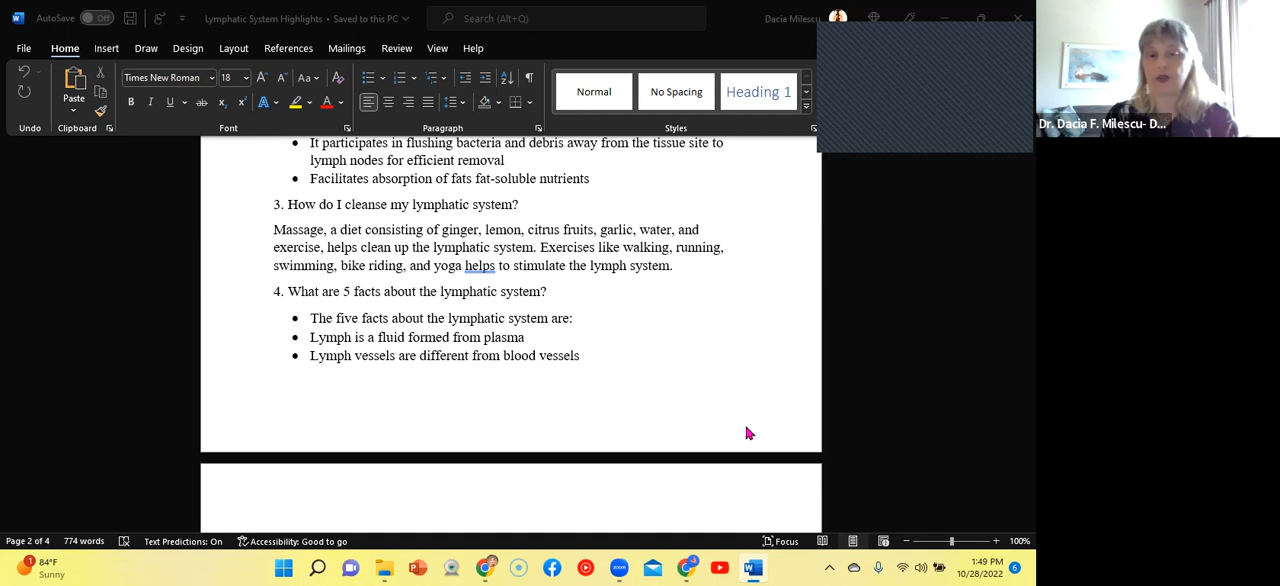 AutoSave Off Lymphatic System Highlights • Saved to this PC Search (Alt+Q) Dacia Milescu
File Home Insert Draw Design Layout References Mailings Review View Help
Times New Roman 18 Aa
Paste
B I U ab x₂ x² A A
Normal No Spacing Heading 1
Undo Clipboard Font Paragraph Styles
Dr. Dacia F. Milescu- D...
• It participates in flushing bacteria and debris away from the tissue site to
lymph nodes for efficient removal
• Facilitates absorption of fats fat-soluble nutrients
3. How do I cleanse my lymphatic system?
Massage, a diet consisting of ginger, lemon, citrus fruits, garlic, water, and
exercise, helps clean up the lymphatic system. Exercises like walking, running,
swimming, bike riding, and yoga helps to stimulate the lymph system.
4. What are 5 facts about the lymphatic system?
• The five facts about the lymphatic system are:
• Lymph is a fluid formed from plasma
• Lymph vessels are different from blood vessels
Page 2 of 4 774 words Text Predictions: On Accessibility: Good to go Focus 100%
1 84°F
Sunny
zoom
1:49 PM
10/28/2022 6